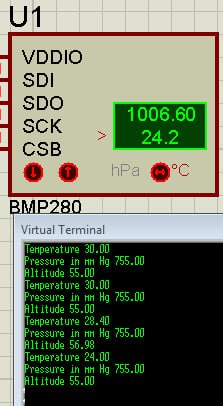 U1
VDDIO
SDI
SDO
SCK
CSB
>
1006.60
24.2
hPa
°C
BMP280
Virtual Terminal
Temperature 30.00
Pressure in mm Hg 755.00
Altitude 55.00
Temperature 30.00
Pressure in mm Hg 755.00
Altitude 55.00
Temperature 28.40
Pressure in mm Hg 755.00
Altitude 56.98
Temperature 24.00
Pressure in mm Hg 755.00
Altitude 55.00